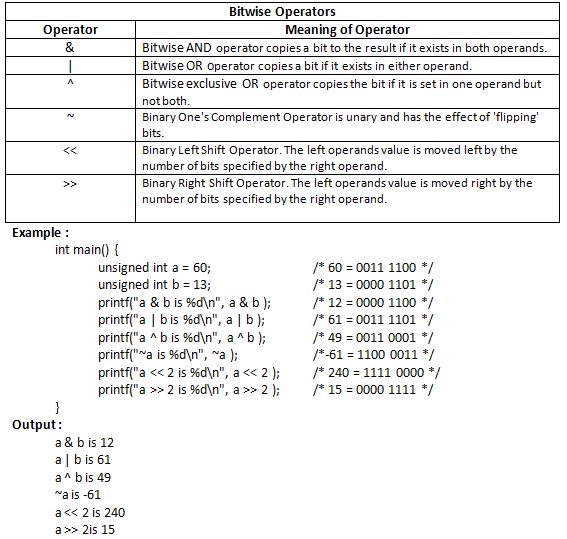 Bitwise Operators
Operator Meaning of Operator
& Bitwise AND operator copies a bit to the result if it exists in both operands.
| Bitwise OR operator copies a bit if it exists in either operand.
^ Bitwise exclusive OR operator copies the bit if it is set in one operand but
not both.
~ Binary One's Complement Operator is unary and has the effect of 'flipping'
bits.
<< Binary Left Shift Operator. The left operands value is moved left by the
number of bits specified by the right operand.
>> Binary Right Shift Operator. The left operands value is moved right by the
number of bits specified by the right operand.
Example :
int main() {
unsigned int a = 60; /* 60 = 0011 1100 */
unsigned int b = 13; /* 13 = 0000 1101 */
printf("a & b is %d\n", a & b ); /* 12 = 0000 1100 */
printf("a | b is %d\n", a | b ); /* 61 = 0011 1101 */
printf("a ^ b is %d\n", a ^ b ); /* 49 = 0011 0001 */
printf("~a is %d\n", ~a ); /*-61 = 1100 0011 */
printf("a << 2 is %d\n", a << 2 ); /* 240 = 1111 0000 */
printf("a >> 2 is %d\n", a >> 2 ); /* 15 = 0000 1111 */
}
Output :
a & b is 12
a | b is 61
a ^ b is 49
~a is -61
a << 2 is 240
a >> 2is 15